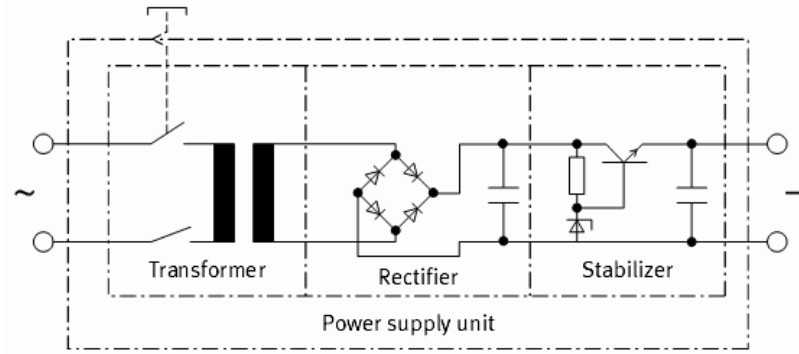 ~
–
Transformer
Rectifier
Stabilizer
Power supply unit